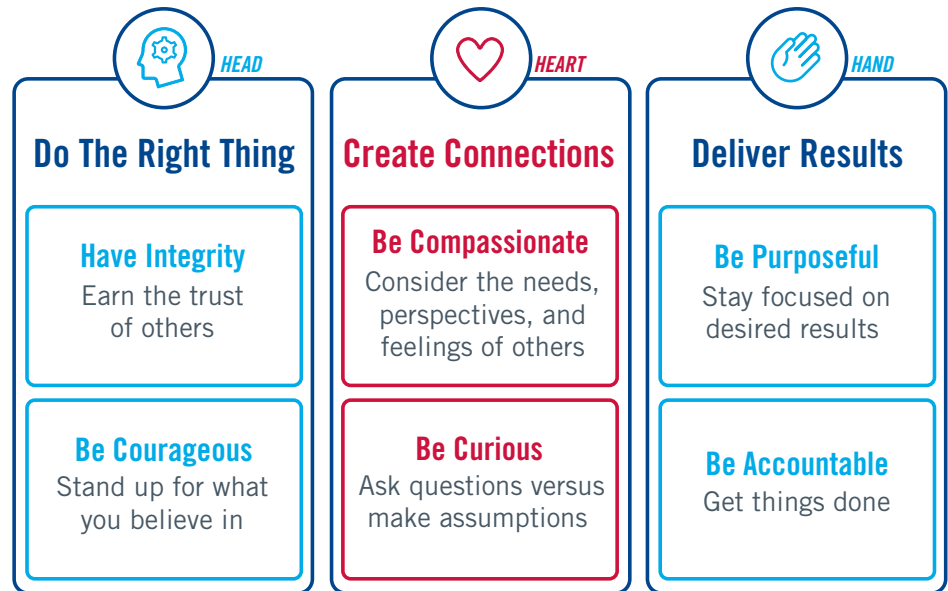 HEAD
Do The Right Thing
Have Integrity
Earn the trust
of others
Be Courageous
Stand up for what
you believe in
HEART
Create Connections
Be Compassionate
Consider the needs,
perspectives, and
feelings of others
Be Curious
Ask questions versus
make assumptions
HAND
Deliver Results
Be Purposeful
Stay focused on
desired results
Be Accountable
Get things done